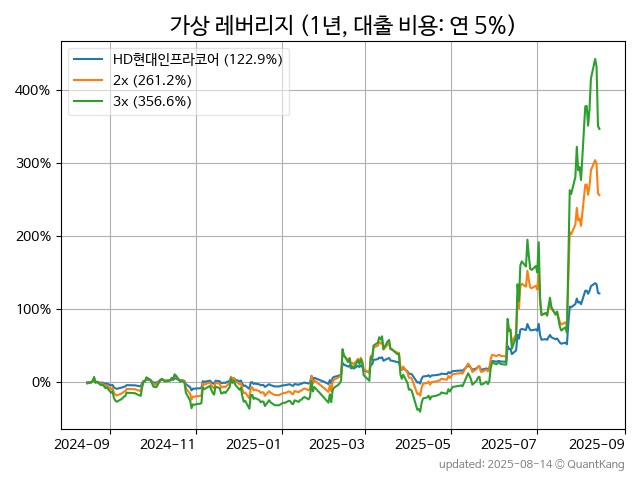 가상 레버리지 (1년, 대출 비용: 연 5%)
HD현대인프라코어 (122.9%)
2x (261.2%)
3x (356.6%)
400%
300%
200%
100%
0%
2024-09 2024-11 2025-01 2025-03 2025-05 2025-07 2025-09
updated: 2025-08-14 © QuantKang